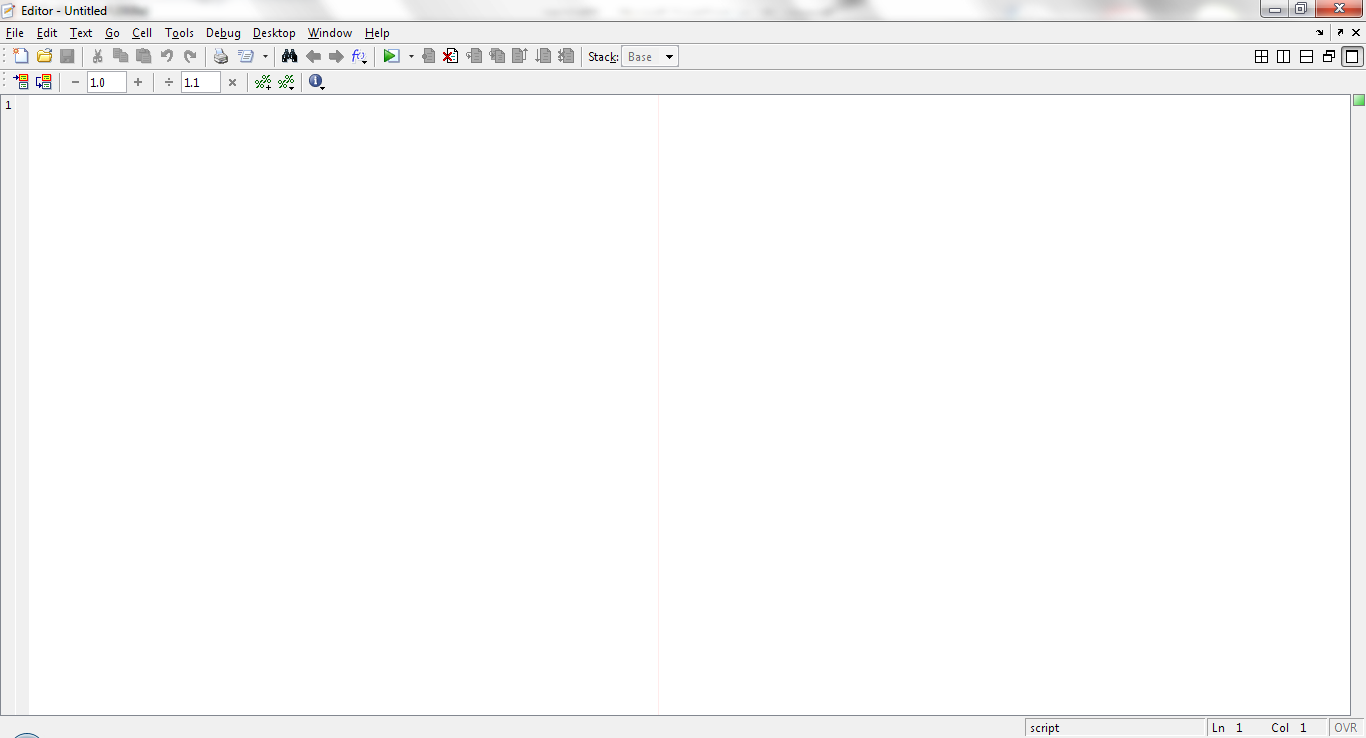 Editor - Untitled
File Edit Text Go Cell Tools Debug Desktop Window Help
Stack: Base
1.0 1.1
1
script Ln 1 Col 1 OVR